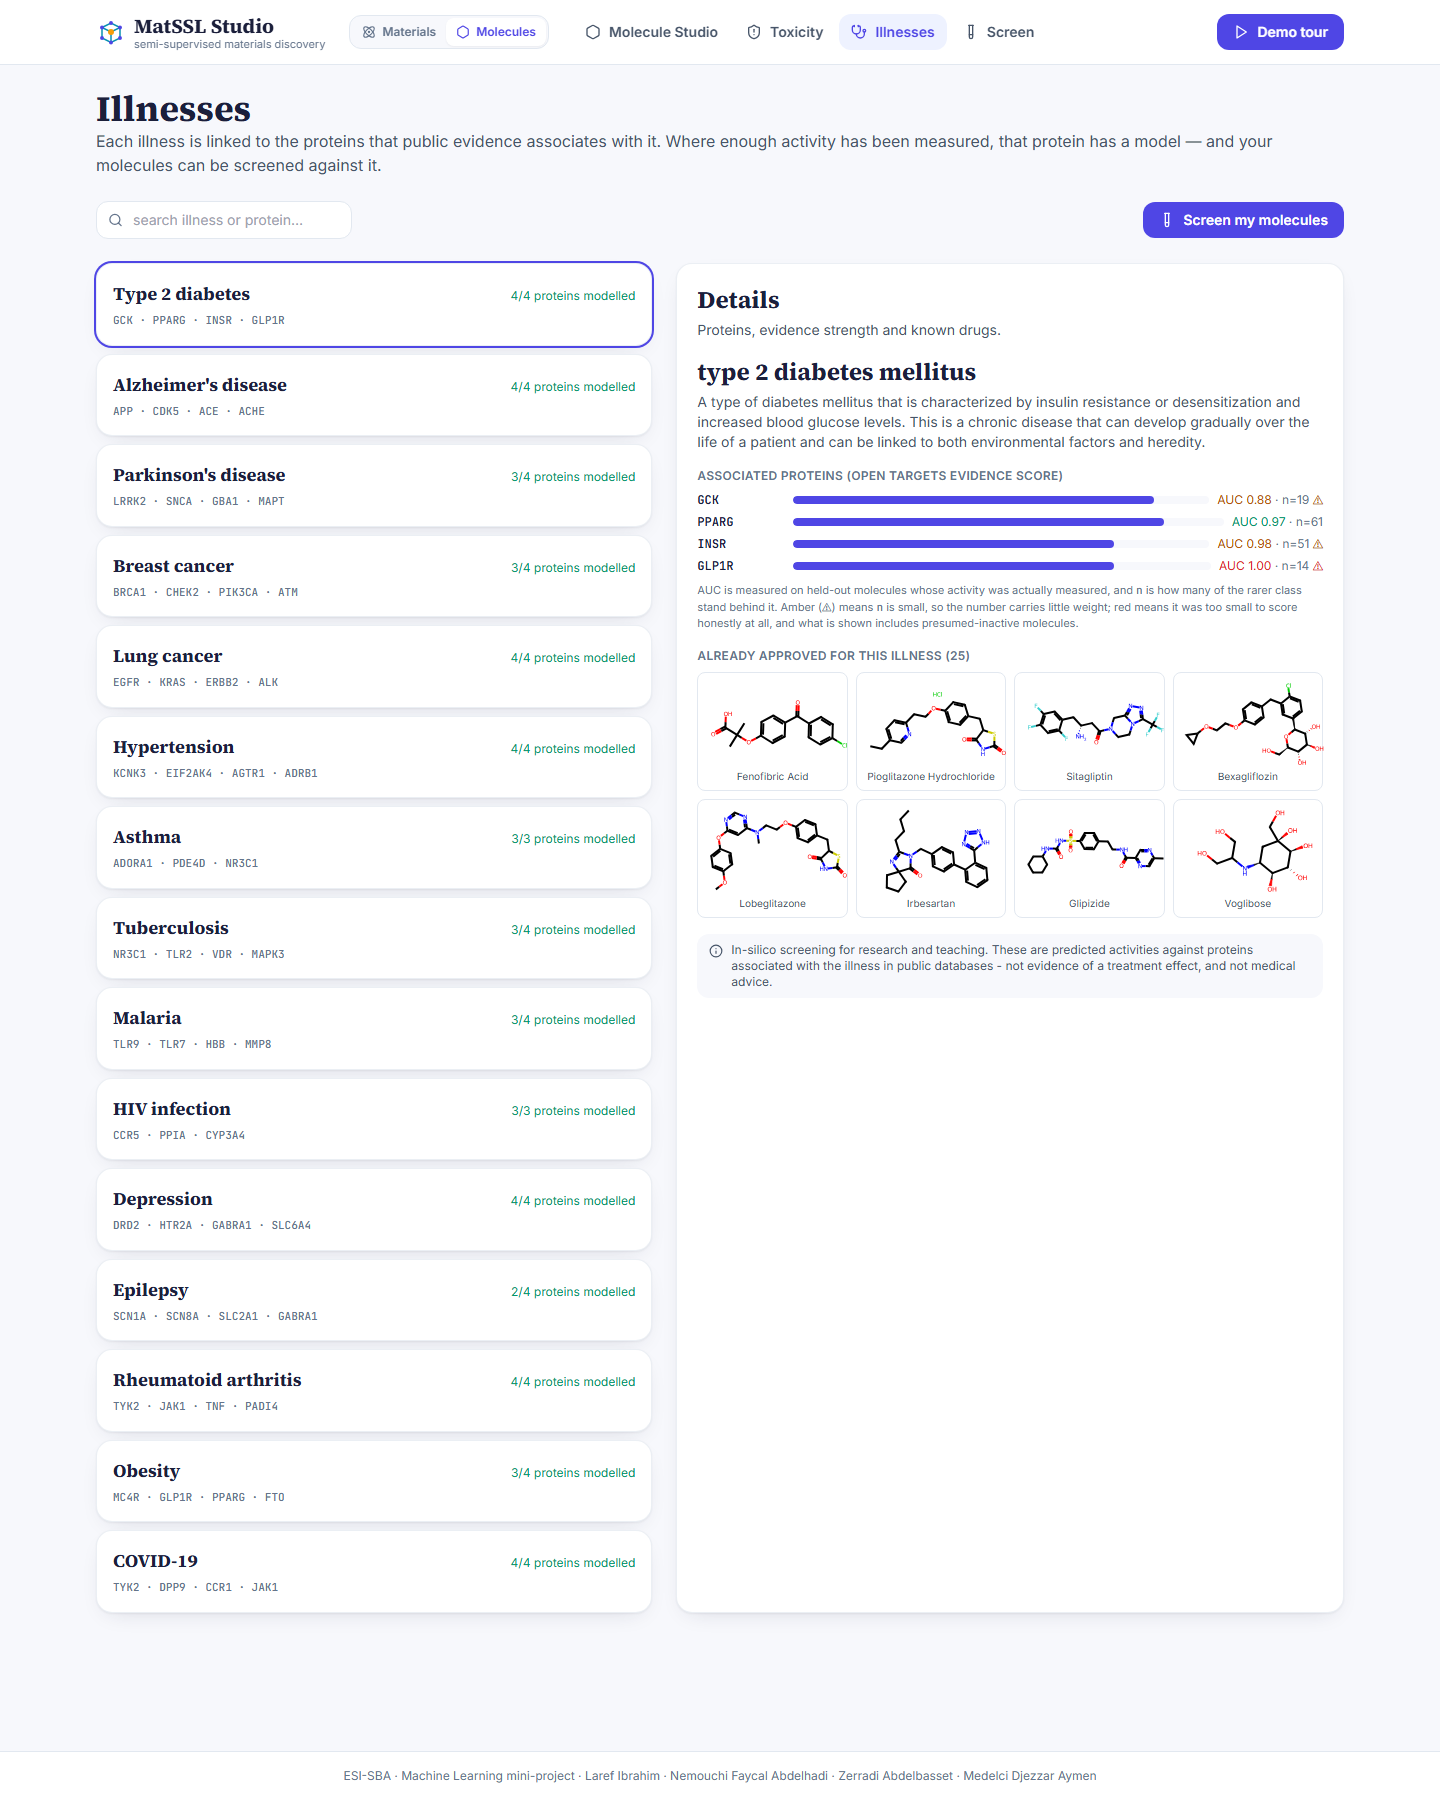 MatSSL Studio
semi-supervised materials discovery
Materials
Molecules
Molecule Studio
Toxicity
Illnesses
Screen
Demo tour
Illnesses
Each illness is linked to the proteins that public evidence associates with it. Where enough activity has been measured, that protein has a model — and your
molecules can be screened against it.
search illness or protein...
Screen my molecules
Type 2 diabetes
4/4 proteins modelled
GCK · PPARG · INSR · GLP1R
Alzheimer's disease
4/4 proteins modelled
APP · CDK5 · ACE · ACHE
Parkinson's disease
3/4 proteins modelled
LRRK2 · SNCA · GBA1 · MAPT
Breast cancer
3/4 proteins modelled
BRCA1 · CHEK2 · PIK3CA · ATM
Lung cancer
4/4 proteins modelled
EGFR · KRAS · ERBB2 · ALK
Hypertension
4/4 proteins modelled
KCNK3 · EIF2AK4 · AGTR1 · ADRB1
Asthma
3/3 proteins modelled
ADORA1 · PDE4D · NR3C1
Tuberculosis
3/4 proteins modelled
NR3C1 · TLR2 · VDR · MAPK3
Malaria
3/4 proteins modelled
TLR9 · TLR7 · HBB · MMP8
HIV infection
3/3 proteins modelled
CCR5 · PPIA · CYP3A4
Depression
4/4 proteins modelled
DRD2 · HTR2A · GABRA1 · SLC6A4
Epilepsy
2/4 proteins modelled
SCN1A · SCN8A · SLC2A1 · GABRA1
Rheumatoid arthritis
4/4 proteins modelled
TYK2 · JAK1 · TNF · PADI4
Obesity
3/4 proteins modelled
MC4R · GLP1R · PPARG · FTO
COVID-19
4/4 proteins modelled
TYK2 · DPP9 · CCR1 · JAK1
Details
Proteins, evidence strength and known drugs.
type 2 diabetes mellitus
A type of diabetes mellitus that is characterized by insulin resistance or desensitization and
increased blood glucose levels. This is a chronic disease that can develop gradually over the
life of a patient and can be linked to both environmental factors and heredity.
ASSOCIATED PROTEINS (OPEN TARGETS EVIDENCE SCORE)
GCK AUC 0.88 · n=19 ⚠
PPARG AUC 0.97 · n=61
INSR AUC 0.98 · n=51 ⚠
GLP1R AUC 1.00 · n=14 ⚠
AUC is measured on held-out molecules whose activity was actually measured, and n is how many of the rarer class
stand behind it. Amber (⚠) means n is small, so the number carries little weight; red means it was too small to score
honestly at all, and what is shown includes presumed-inactive molecules.
ALREADY APPROVED FOR THIS ILLNESS (25)
Fenofibric Acid
Pioglitazone Hydrochloride
Sitagliptin
Bexagliflozin
Lobeglitazone
Irbesartan
Glipizide
Voglibose
In-silico screening for research and teaching. These are predicted activities against proteins
associated with the illness in public databases - not evidence of a treatment effect, and not medical
advice.
ESI-SBA · Machine Learning mini-project · Laref Ibrahim · Nemouchi Faycal Abdelhadi · Zerradi Abdelbasset · Medelci Djezzar Aymen